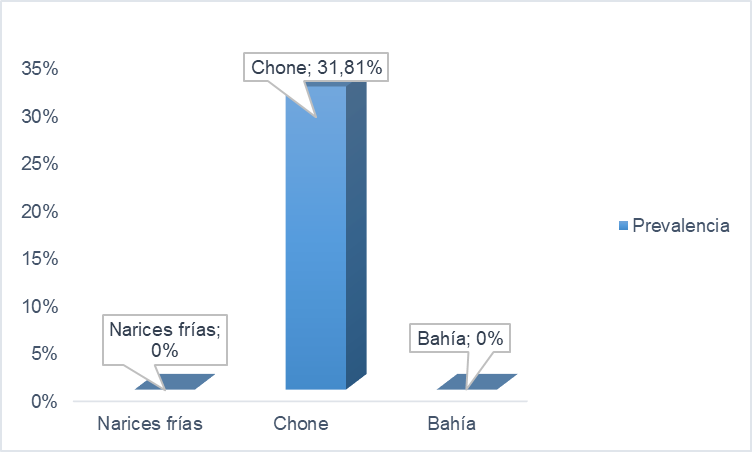 35%
30%
25%
20%
15%
10%
5%
0%
Chone; 31,81%
Narices frías;
0%
Bahía; 0%
Narices frías
Chone
Bahía
Prevalencia